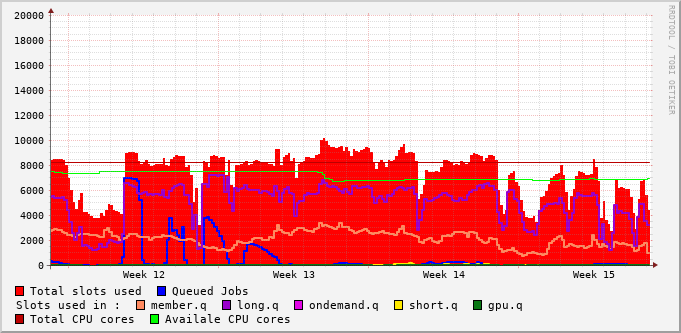 20000
18000
16000
14000
12000
10000
8000
6000
4000
2000
0
Week 12 Week 13 Week 14 Week 15
Total slots used Queued Jobs
Slots used in : member.q long.q ondemand.q short.q gpu.q
Total CPU cores Availale CPU cores
RRDTOOL / TOBI OETIKER